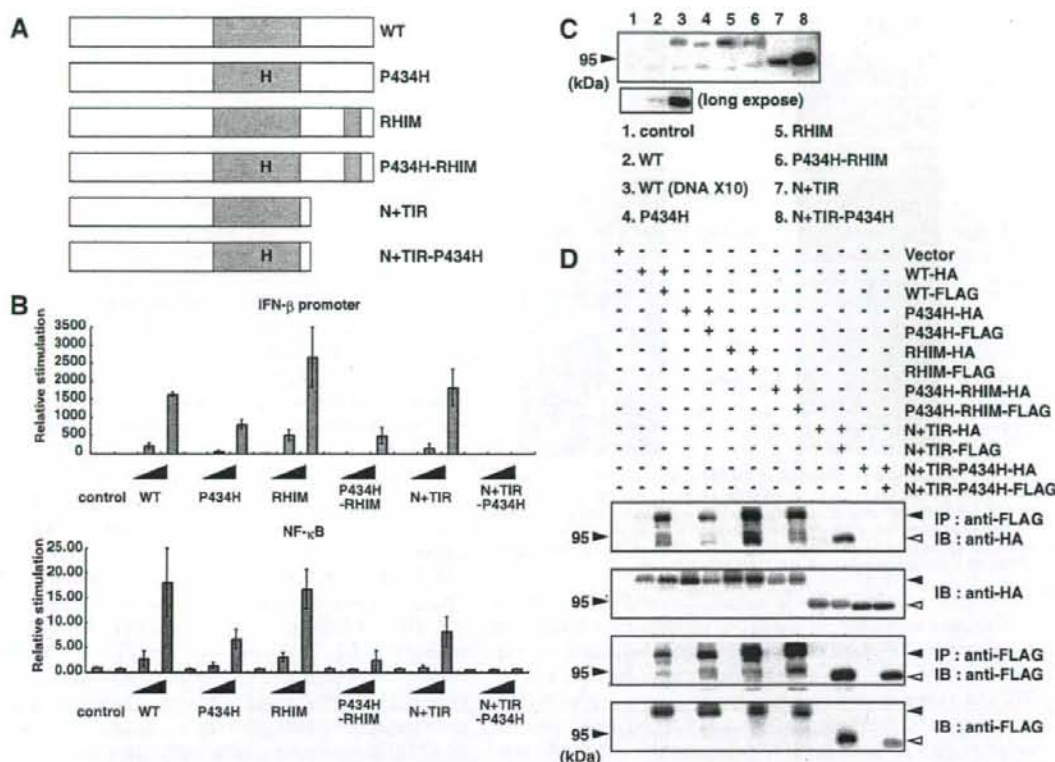 A
WT
H
P434H
RHIM
H
P434H-RHIM
N+TIR
H
N+TIR-P434H
B
IFN-β promoter
Relative stimulation
3500
3000
2500
2000
1500
1000
500
control
WT
P434H
RHIM
P434H
-RHIM
N+TIR
N+TIR
-P434H
NF-κB
Relative stimulation
25.00
20.00
15.00
10.00
5.00
0.00
control
WT
P434H
RHIM
P434H
-RHIM
N+TIR
N+TIR
-P434H
C
1 2 3 4 5 6 7 8
95
(kDa)
(long expose)
1. control
2. WT
3. WT (DNA X10)
4. P434H
5. RHIM
6. P434H-RHIM
7. N+TIR
8. N+TIR-P434H
D
+ - - - - - - - - - - - - Vector
- + + - - - - - - - - - - WT-HA
- - + - - - - - - - - - - WT-FLAG
- - - + + - - - - - - - - P434H-HA
- - - - + - - - - - - - - P434H-FLAG
- - - - - + + - - - - - - RHIM-HA
- - - - - - + - - - - - - RHIM-FLAG
- - - - - - - + + - - - - P434H-RHIM-HA
- - - - - - - - + - - - - P434H-RHIM-FLAG
- - - - - - - - - + + - - N+TIR-HA
- - - - - - - - - - + - - N+TIR-FLAG
- - - - - - - - - - - + + N+TIR-P434H-HA
- - - - - - - - - - - - + N+TIR-P434H-FLAG
95
IP : anti-FLAG
IB : anti-HA
95
IB : anti-HA
95
IP : anti-FLAG
IB : anti-FLAG
95
(kDa)
IB : anti-FLAG